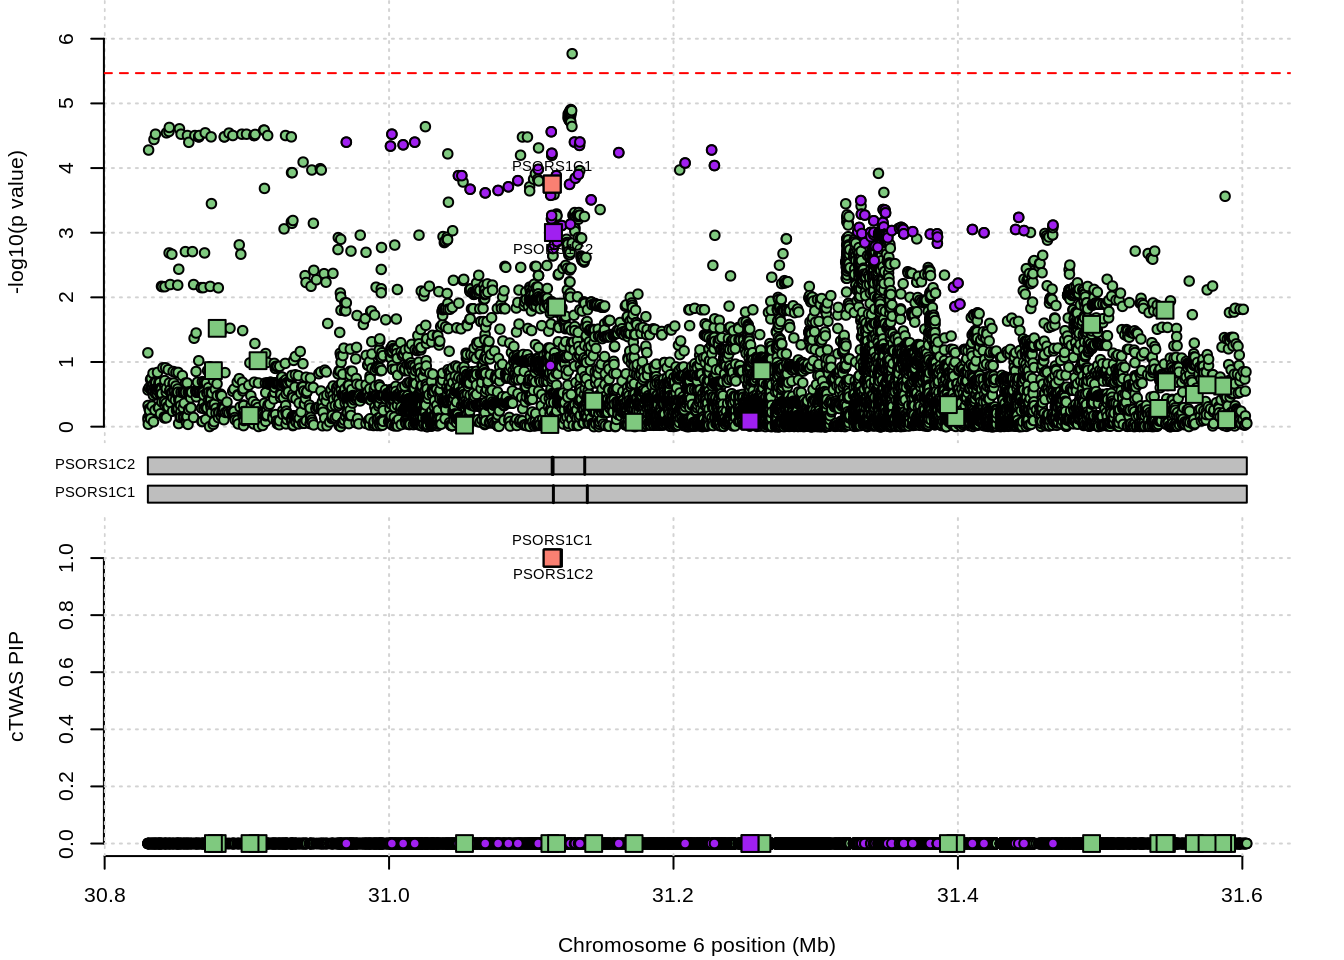 -log10(p value)
6
5
4
3
2
1
0
PSORS1C1
PSORS1C2
PSORS1C2
PSORS1C1
cTWAS PIP
1.0
0.8
0.6
0.4
0.2
0.0
PSORS1C1
PSORS1C2
30.8 31.0 31.2 31.4 31.6
Chromosome 6 position (Mb)